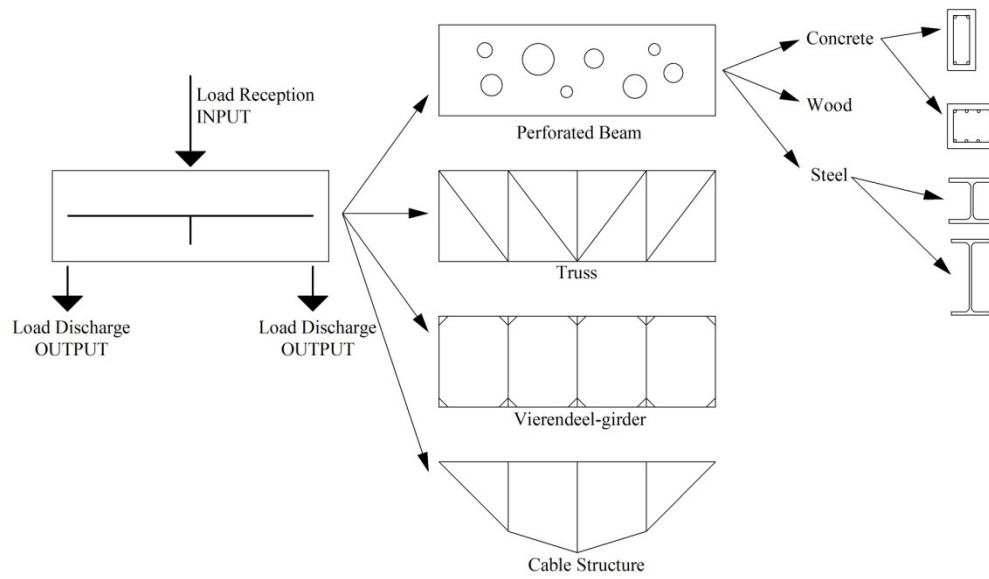 Load Reception
INPUT
Load Discharge
OUTPUT
Load Discharge
OUTPUT
Perforated Beam
Truss
Vierendeel-girder
Cable Structure
Concrete
Wood
Steel